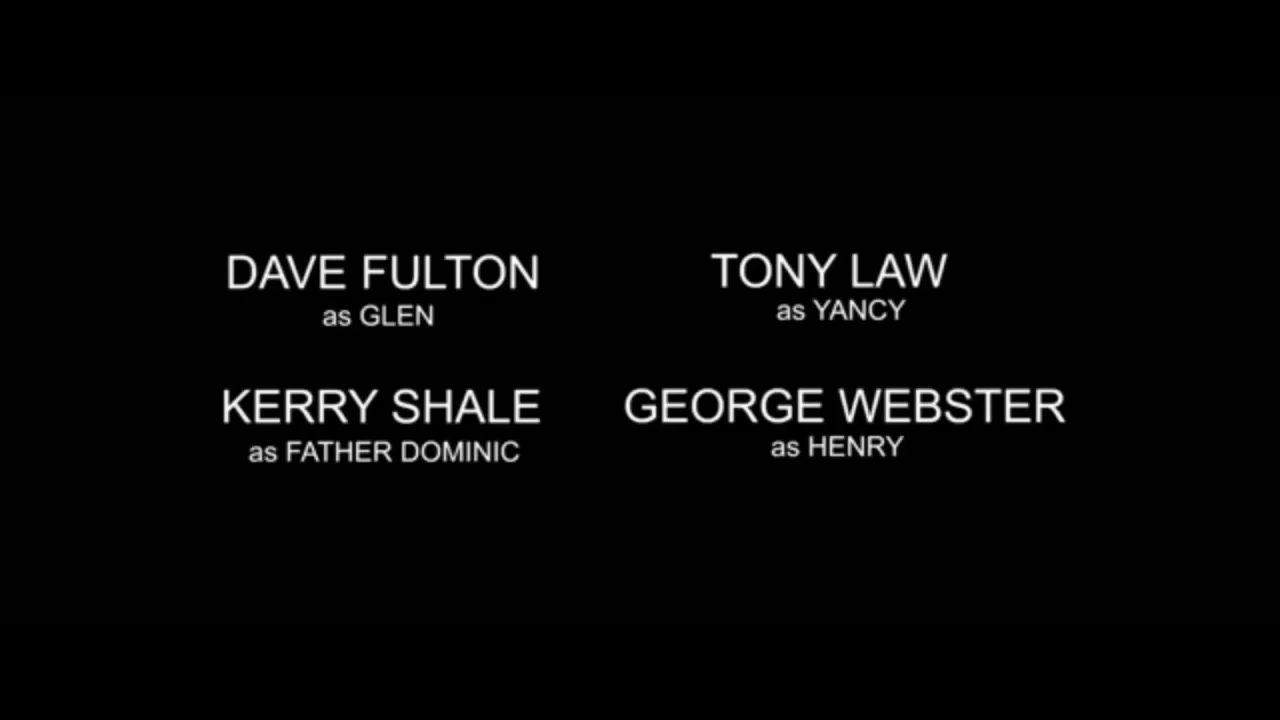 DAVE FULTON
as GLEN
TONY LAW
as YANCY
KERRY SHALE
as FATHER DOMINIC
GEORGE WEBSTER
as HENRY